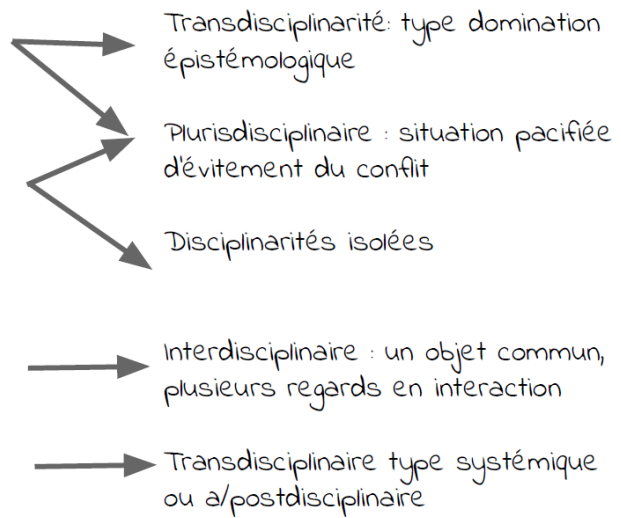 Transdisciplinarité: type domination
épistémologique
Plurisdisciplinaire : situation pacifiée
d'évitement du conflit
Disciplinarités isolées
Interdisciplinaire : un objet commun,
plusieurs regards en interaction
Transdisciplinaire type systémique
ou a/postdisciplinaire